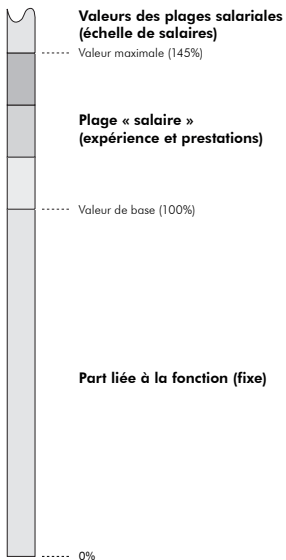 Valeurs des plages salariales
(échelle de salaires)
Valeur maximale (145%)
Plage « salaire »
(expérience et prestations)
Valeur de base (100%)
Part liée à la fonction (fixe)
0%